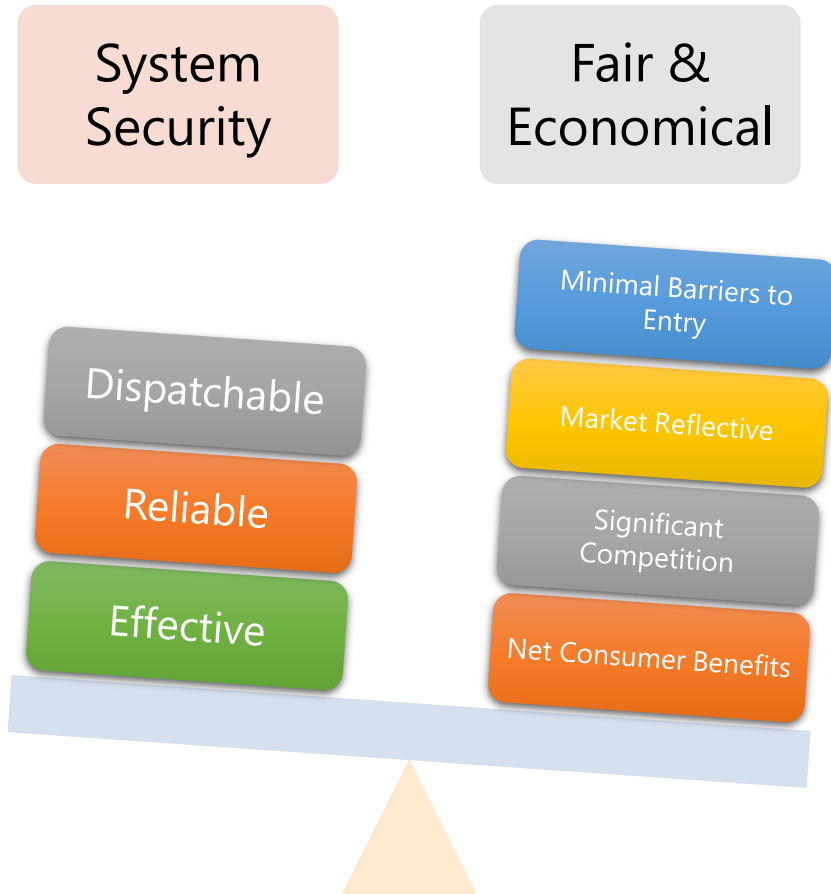 System
Security
Fair &
Economical
Dispatchable
Reliable
Effective
Minimal Barriers to
Entry
Market Reflective
Significant
Competition
Net Consumer Benefits